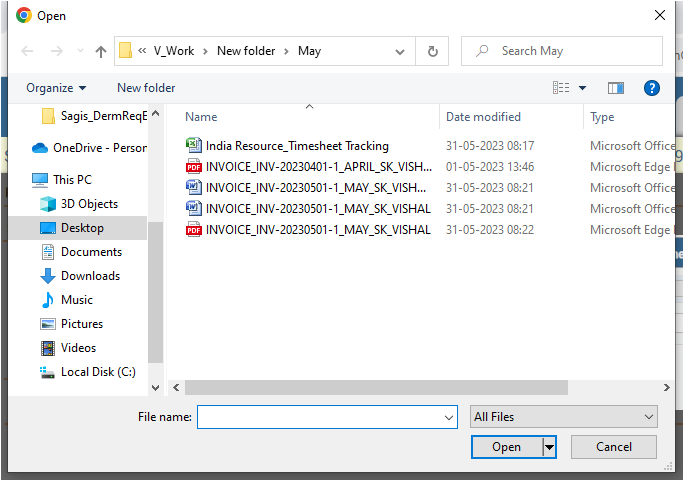 Open
« V_Work > New folder > May
Search May
Organize
New folder
Sagis_DermReqE
OneDrive - Person
This PC
3D Objects
Desktop
Documents
Downloads
Music
Pictures
Videos
Local Disk (C:)
Name Date modified Type
India Resource_Timesheet Tracking 31-05-2023 08:17 Microsoft Office
INVOICE_INV-20230401-1_APRIL_SK_VISH... 01-05-2023 13:46 Microsoft Edge
INVOICE_INV-20230501-1_MAY_SK_VISH... 31-05-2023 08:21 Microsoft Office
INVOICE_INV-20230501-1_MAY_SK_VISHAL 31-05-2023 08:21 Microsoft Office
INVOICE_INV-20230501-1_MAY_SK_VISHAL 31-05-2023 08:22 Microsoft Edge
File name:
All Files
Open
Cancel